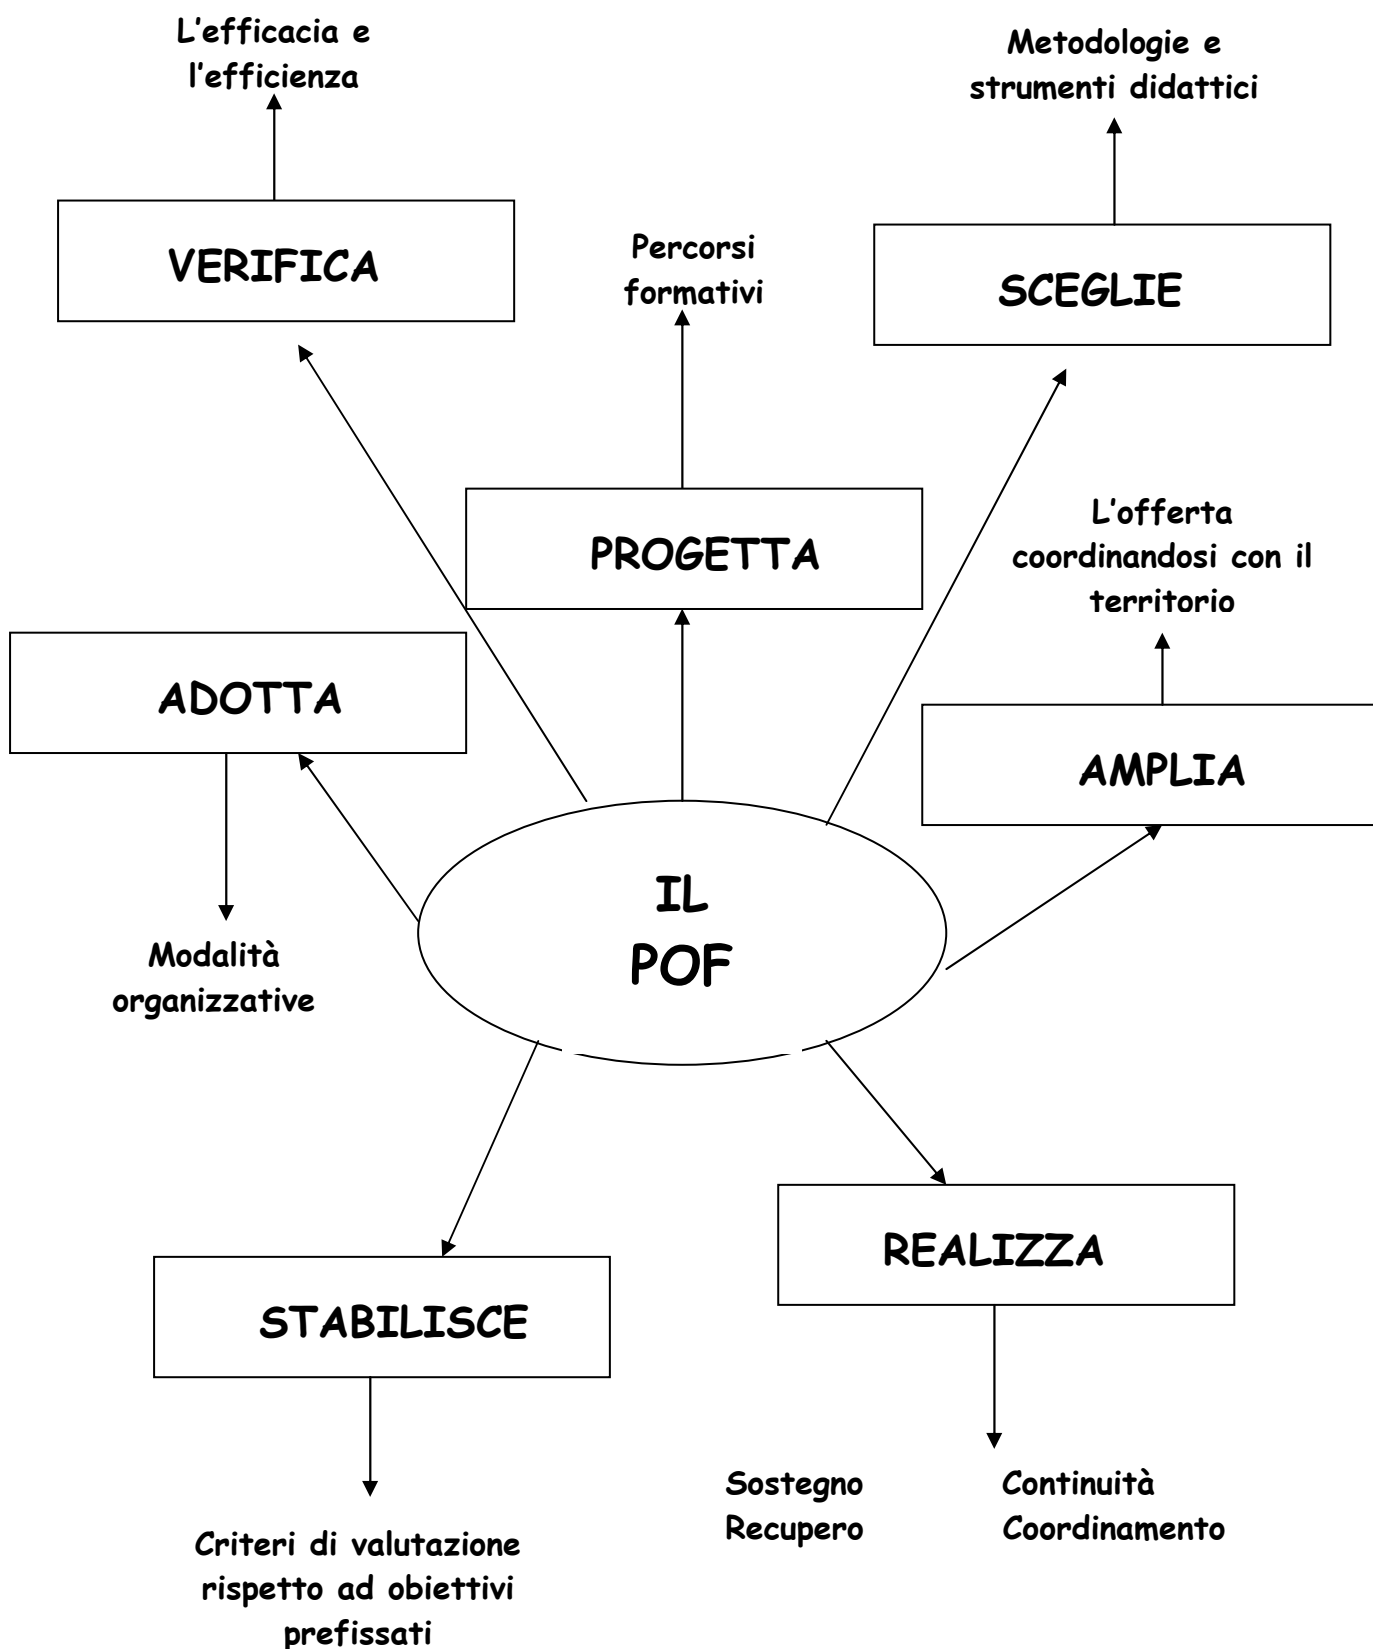 L'efficacia e
l'efficienza
Metodologie e
strumenti didattici
VERIFICA
Percorsi
formativi
SCEGLIE
PROGETTA
L'offerta
coordinandosi con il
territorio
ADOTTA
AMPLIA
IL
POF
Modalità
organizzative
REALIZZA
STABILISCE
Sostegno
Recupero
Continuità
Coordinamento
Criteri di valutazione
rispetto ad obiettivi
prefissati